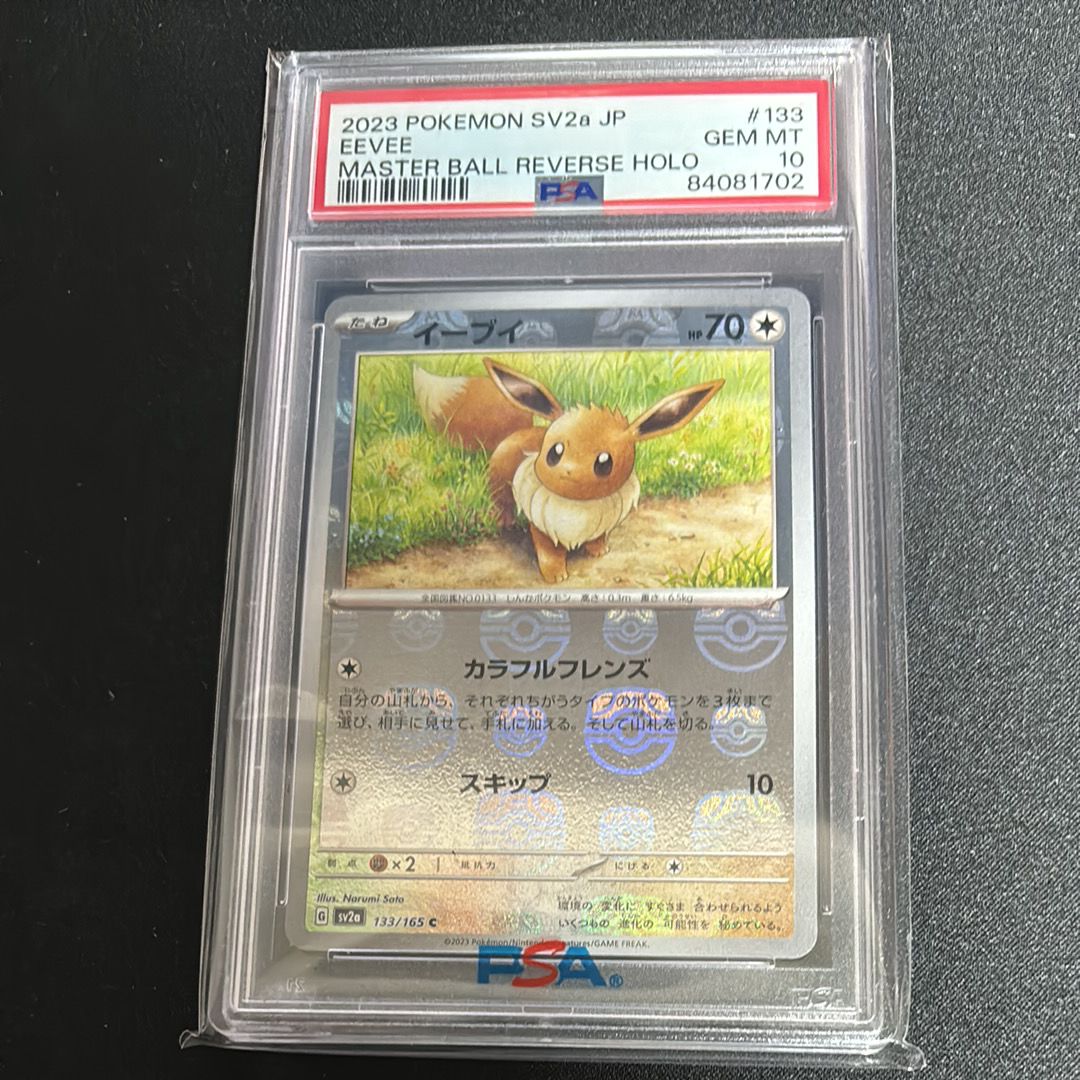 2023 POKEMON SV2a JP #133
EEVEE GEM MT
MASTER BALL REVERSE HOLO 10
PSA 84081702
たね イーブイ HP 70
全国図鑑NO.0133 しんかポケモン 高さ:0.3m 重さ:6.5kg
カラフルフレンズ
自分の山札から、それぞれちがうタイプのポケモンを3枚まで
選び、相手に見せて、手札に加える。そして山札を切る。
スキップ 10
弱点 ×2 抵抗力 にげる
Illus. Narumi Sato
G sv2a 133/165 C
環境の 変化に すぐさま 合わせられるよう
いくつもの 進化の 可能性を 秘めている。
©2023 Pokémon/Nintendo/Creatures/GAME FREAK.
PSA®